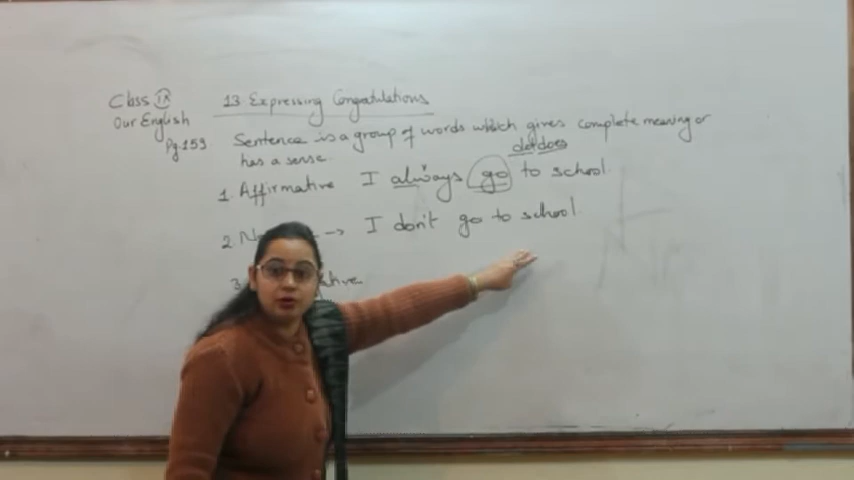 Class IX
Our English
Pg.159
13 Expressing Congratulations
Sentence is a group of words which gives complete meaning or
has a sense
do+does
1. Affirmative I always go to school.
2. → I don't go to school.
3.